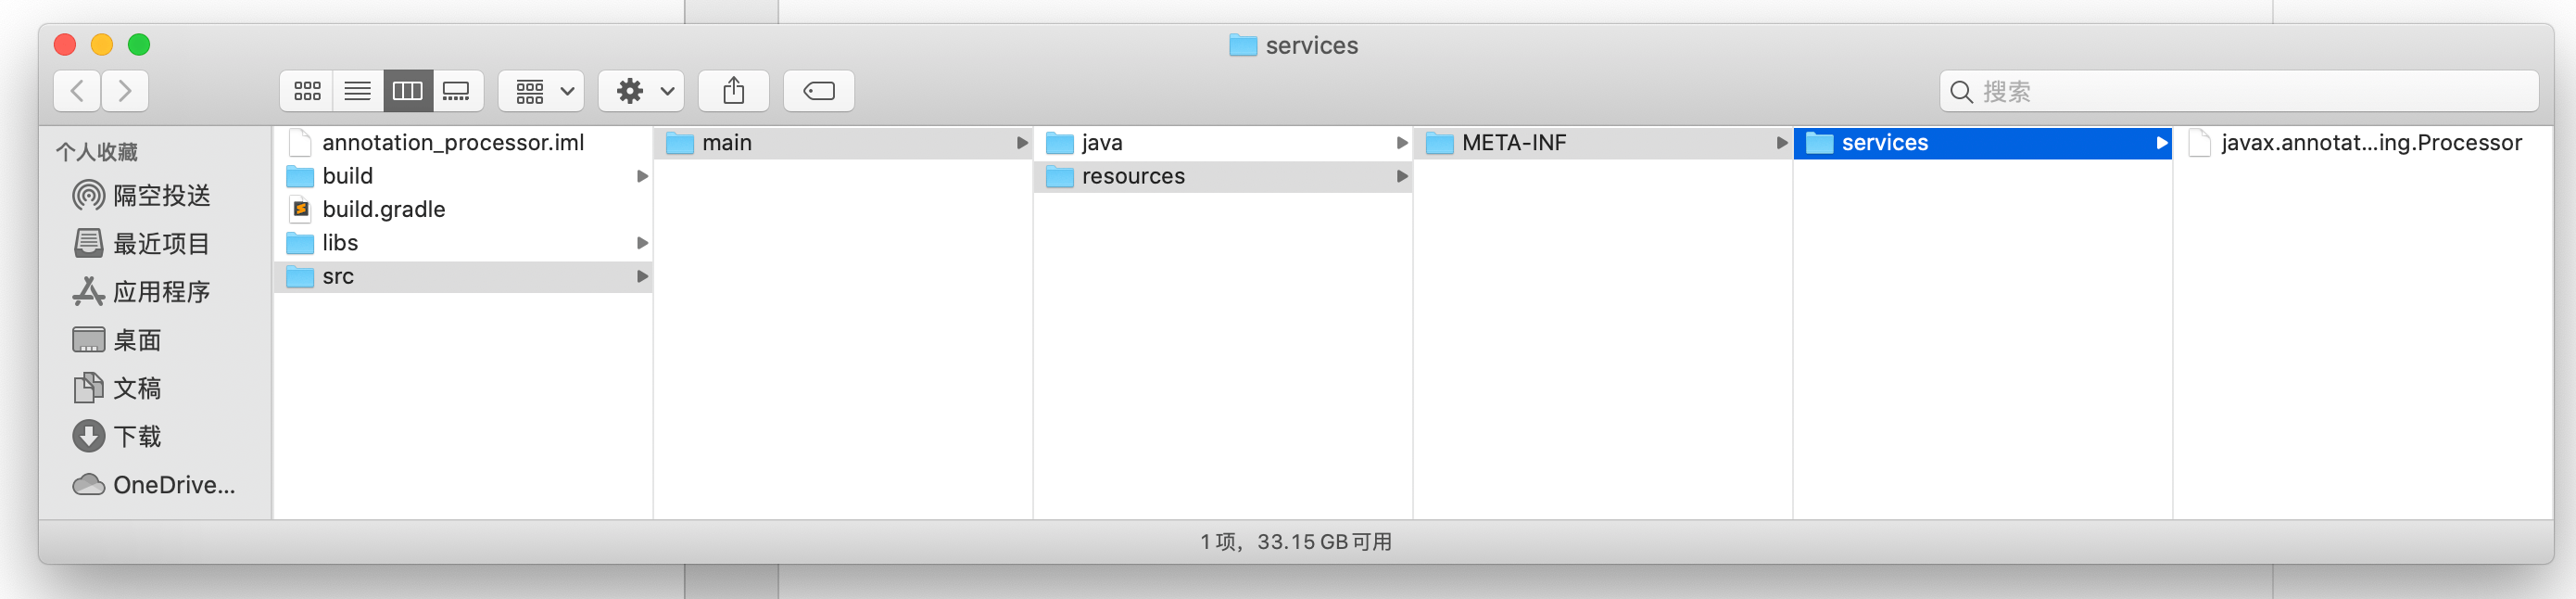 services
搜索
个人收藏
隔空投送
最近项目
应用程序
桌面
文稿
下载
OneDrive...
annotation_processor.iml
build
build.gradle
libs
src
main
java
resources
META-INF
services
javax.annotat...ing.Processor
1 项，33.15 GB 可用